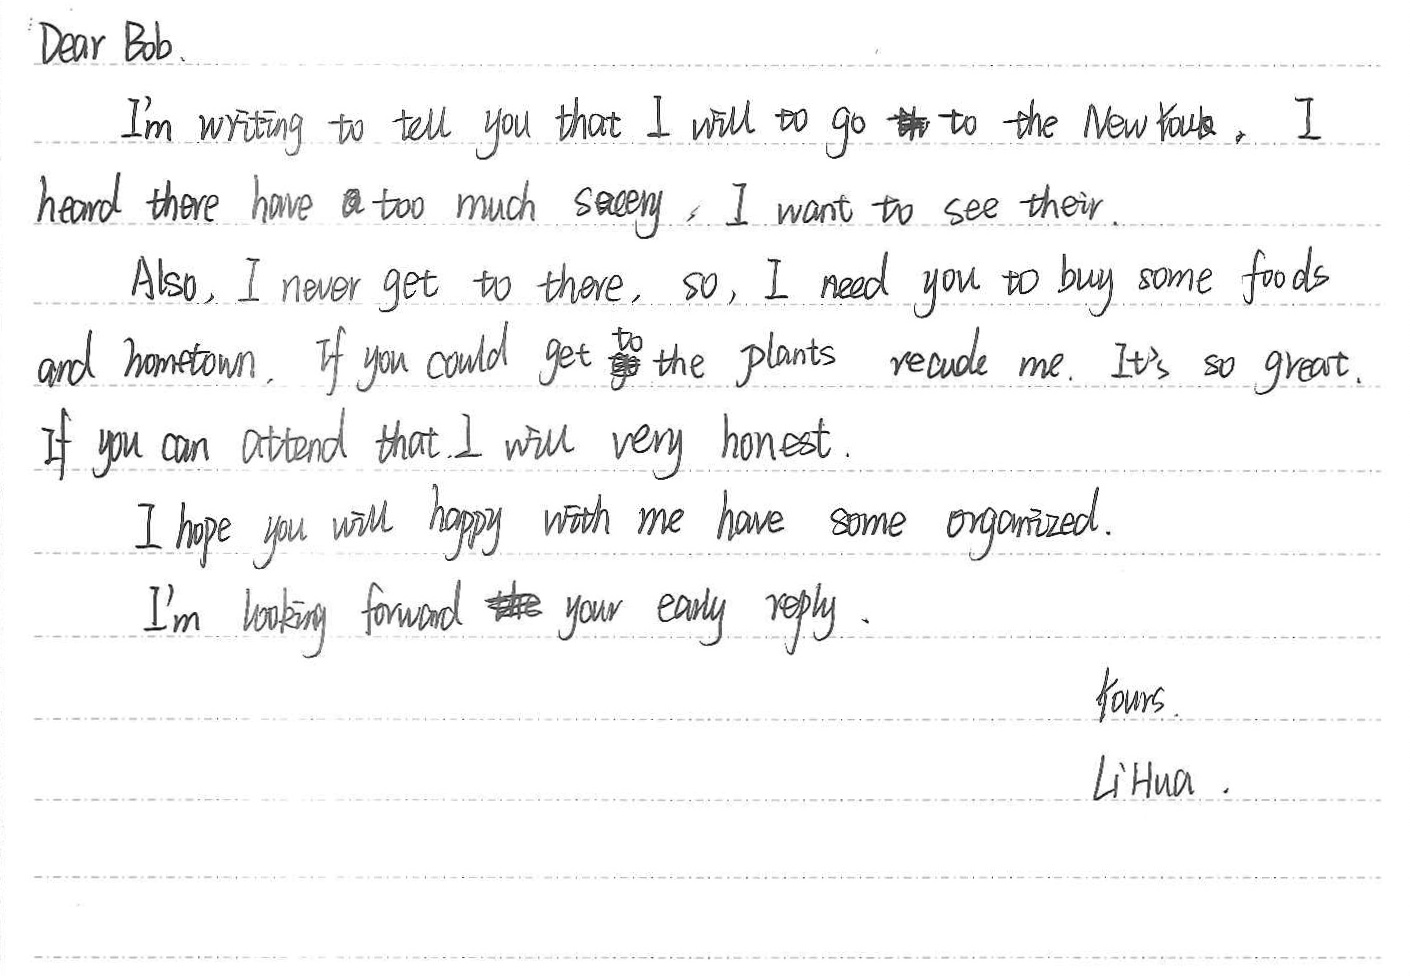 Dear Bob.
I'm writing to tell you that I will to go to the New York. I
heard there have too much scecery, I want to see their.
Also, I never get to there, so, I need you to buy some foods
and hometown. If you could get to the plants recude me. It's so great.
If you can attend that. I will very honest.
I hope you will happy with me have some organized.
I'm looking forward your early reply.
Yours.
Li Hua.